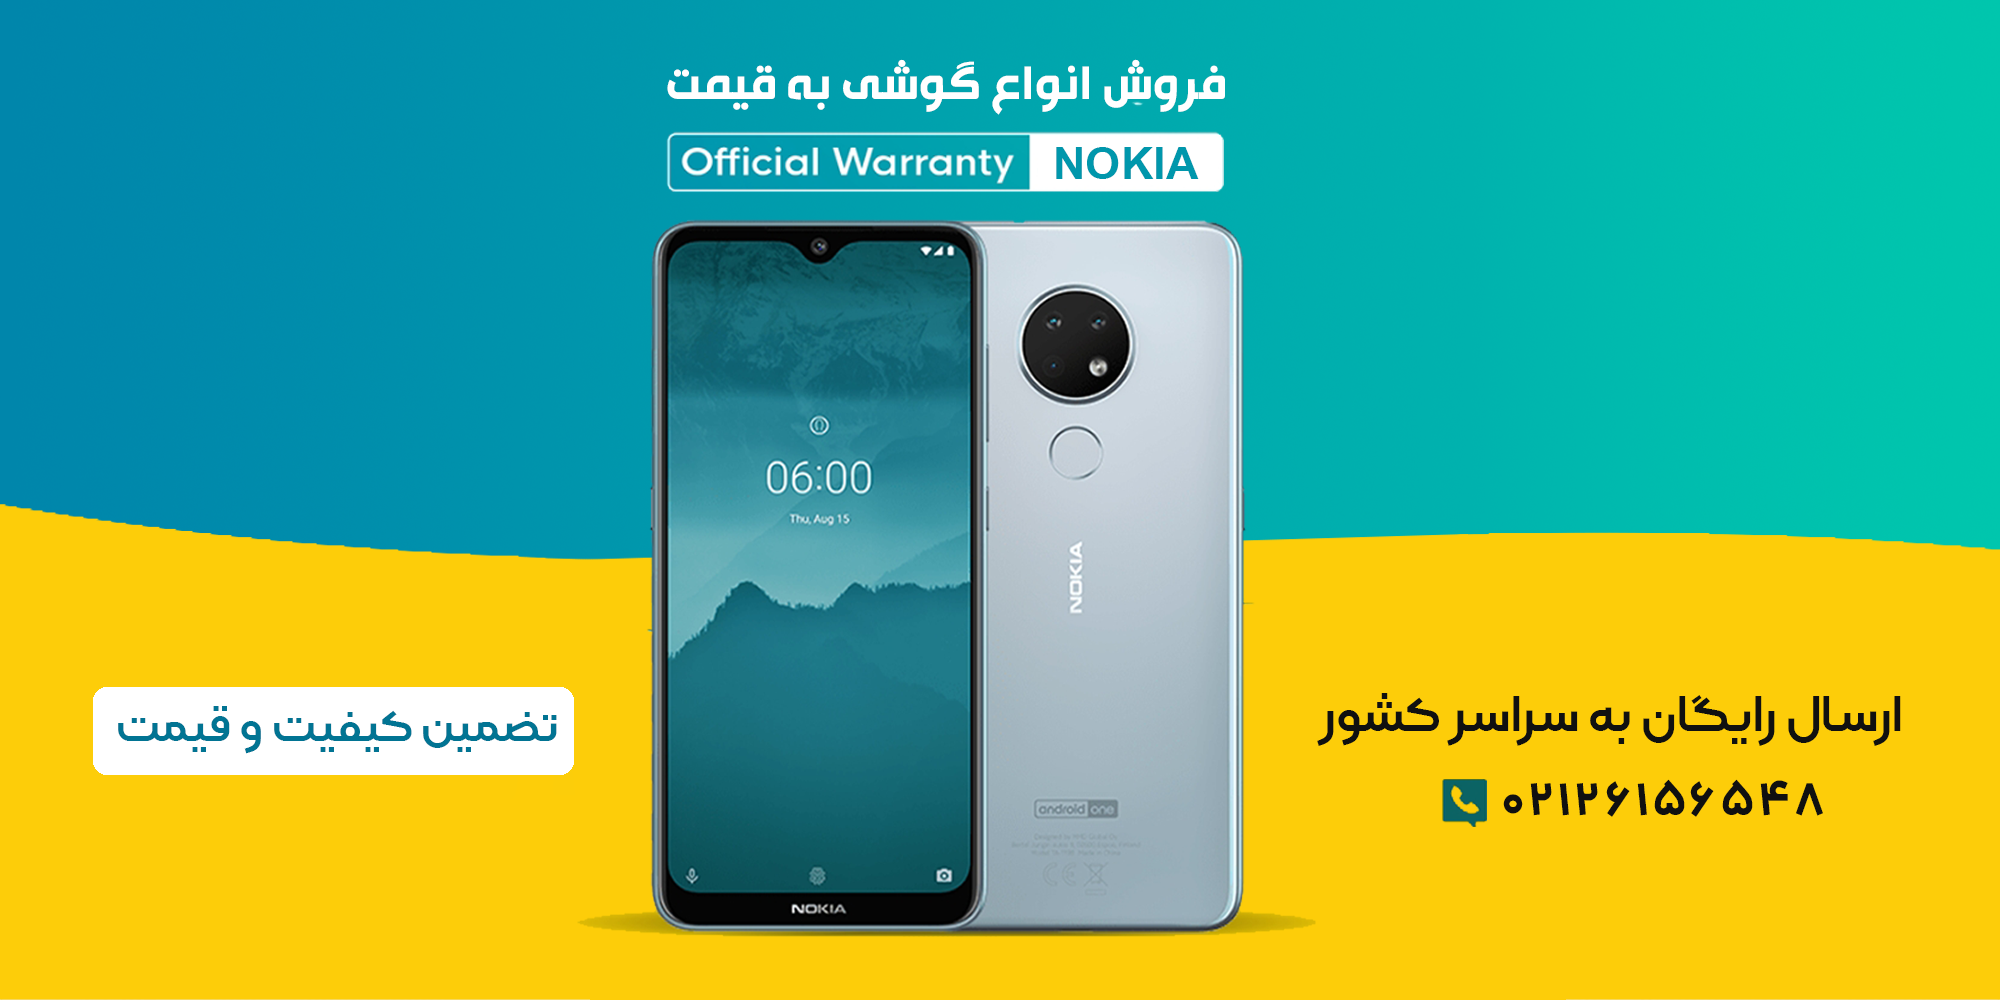 فروش انواع گوشی به قیمت
Official Warranty NOKIA
06:00
Thu, Aug 15
NOKIA
NOKIA
android one
تضمین کیفیت و قیمت
ارسال رایگان به سراسر کشور
۰۲۱۲۶۱۵۶۵۴۸